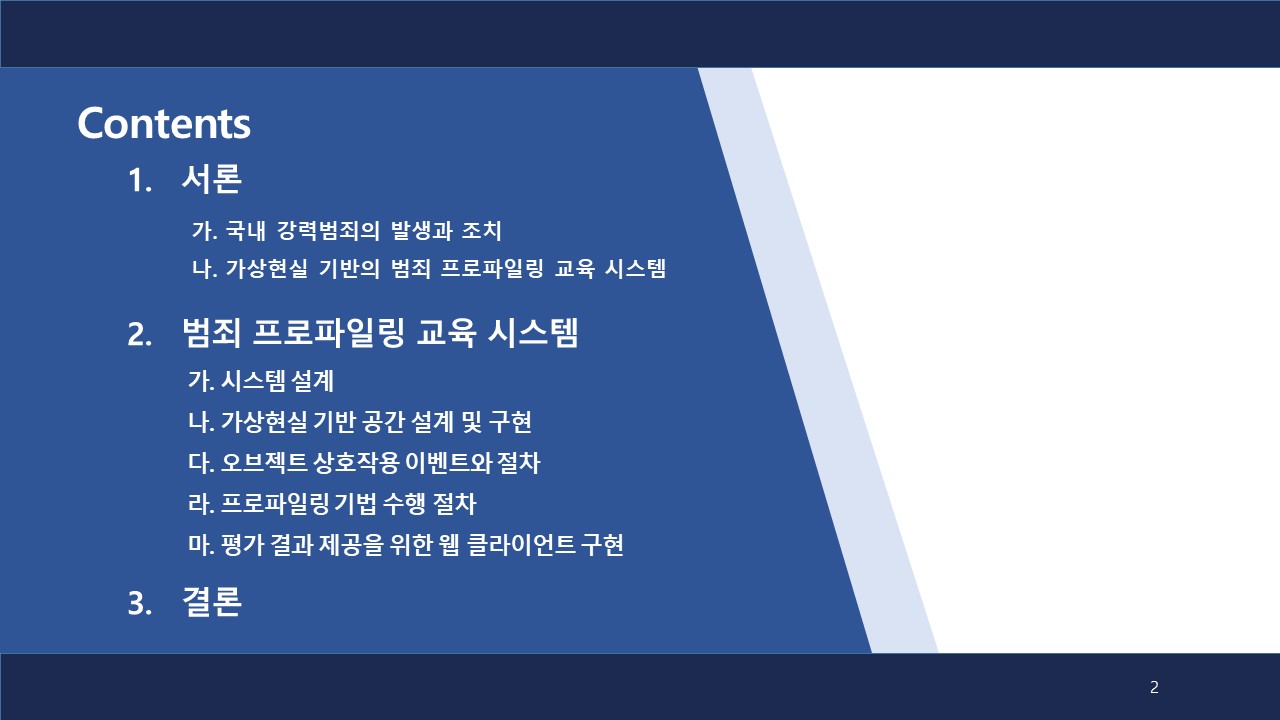 Contents
1. 서론
가. 국내 강력범죄의 발생과 조치
나. 가상현실 기반의 범죄 프로파일링 교육 시스템
2. 범죄 프로파일링 교육 시스템
가. 시스템 설계
나. 가상현실 기반 공간 설계 및 구현
다. 오브젝트 상호작용 이벤트와 절차
라. 프로파일링 기법 수행 절차
마. 평가 결과 제공을 위한 웹 클라이언트 구현
3. 결론
2